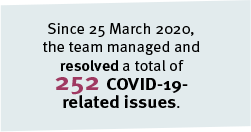 Since 25 March 2020,
the team managed and
resolved a total of
252 COVID-19-
related issues.